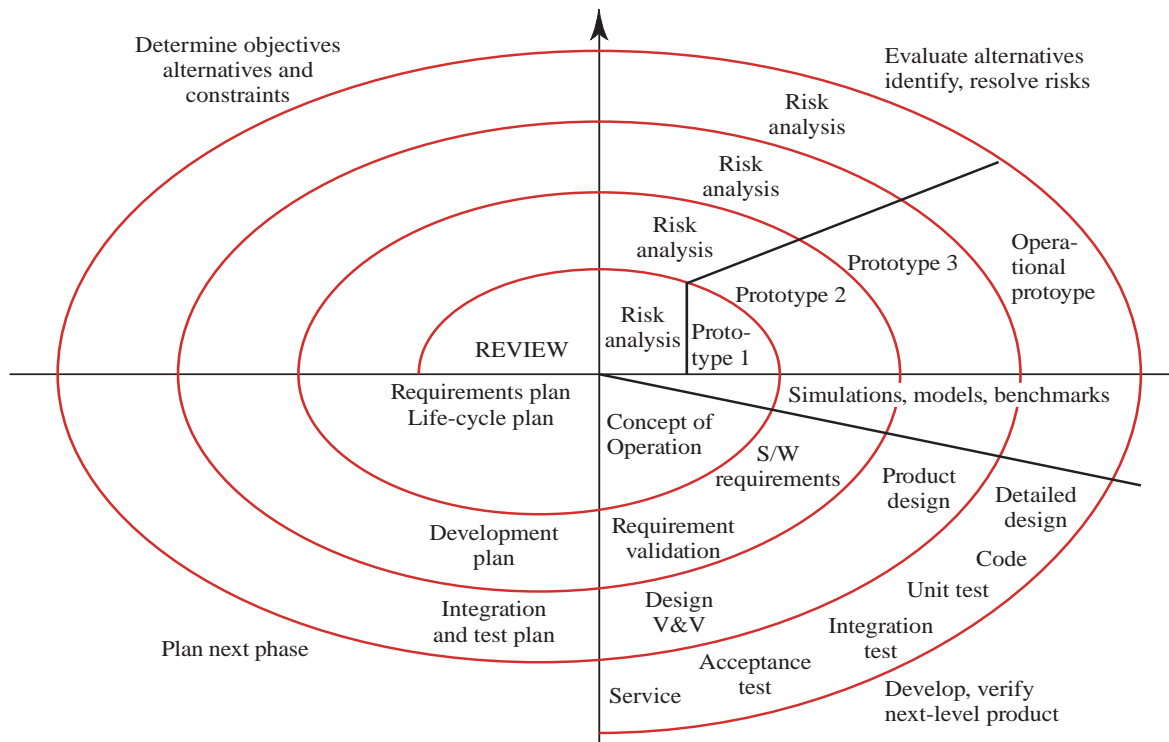 Determine objectives
alternatives and
constraints
Evaluate alternatives
identify, resolve risks
Risk
analysis
Risk
analysis
Risk
analysis
Risk
analysis
Opera-
tional
protoype
Prototype 3
Prototype 2
Proto-
type 1
REVIEW
Requirements plan
Life-cycle plan
Simulations, models, benchmarks
Concept of
Operation
S/W
requirements
Product
design
Detailed
design
Development
plan
Requirement
validation
Code
Unit test
Integration
and test plan
Design
V&V
Integration
test
Plan next phase
Acceptance
test
Service
Develop, verify
next-level product